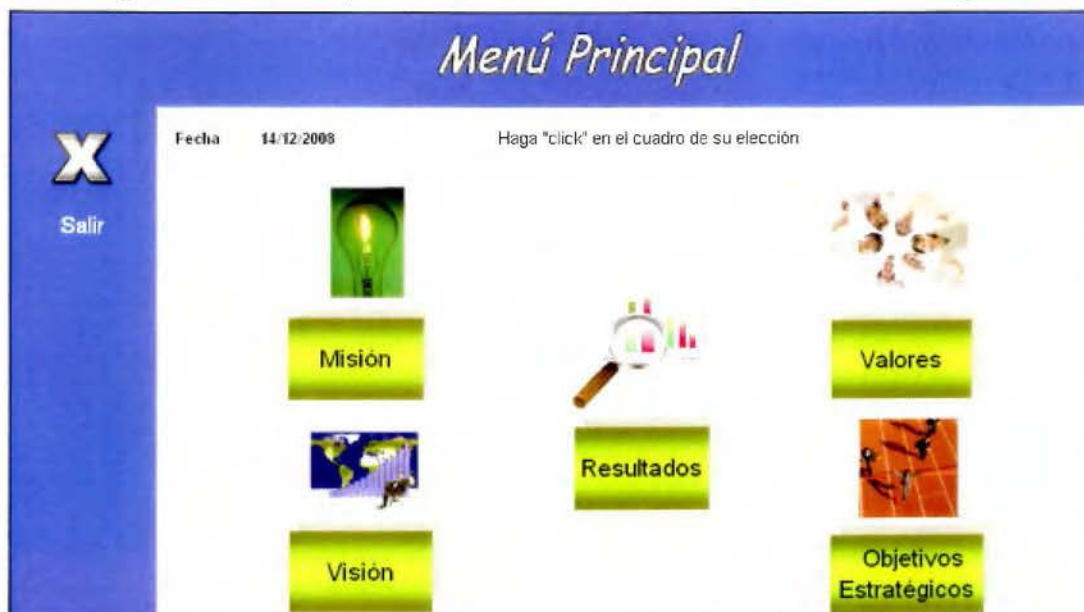 Menú Principal
Fecha 14/12/2008 Haga "click" en el cuadro de su elección
X
Salir
Misión
Valores
Resultados
Visión
Objetivos
Estratégicos